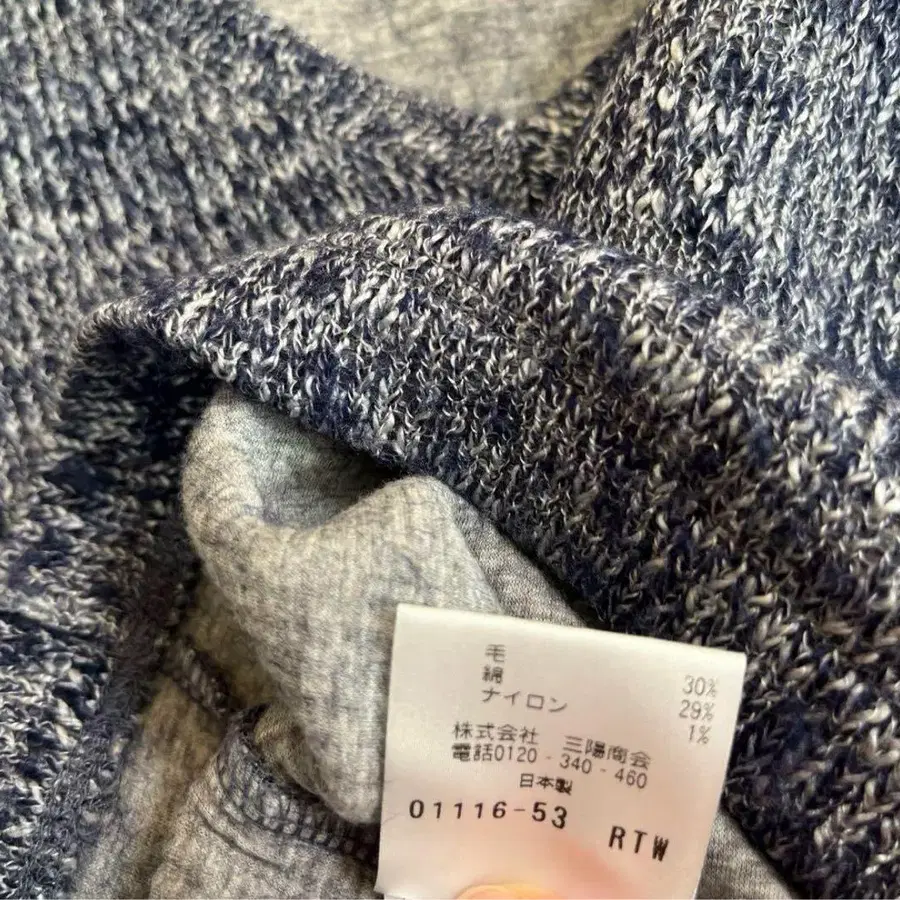 毛 30%
綿 29%
ナイロン 1%
株式会社 三陽商会
電話0120-340-460
日本製
01116-53 RTW